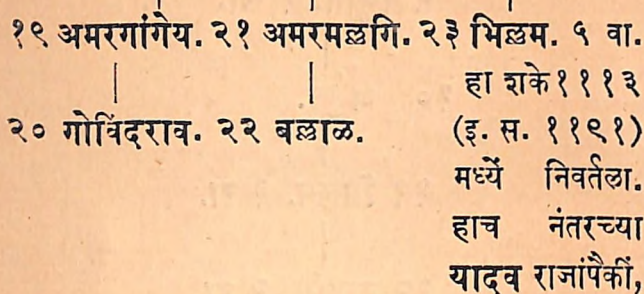 १९ अमरगांगेय. २१ अमरमल्लगि. २३ भिल्लम. ५ वा.
हा शके १११३
२० गोविंदराव. २२ बल्लाळ. (इ. स. ११९१)
मध्यें निवर्तला.
हाच नंतरच्या
यादव राजांपैकीं,